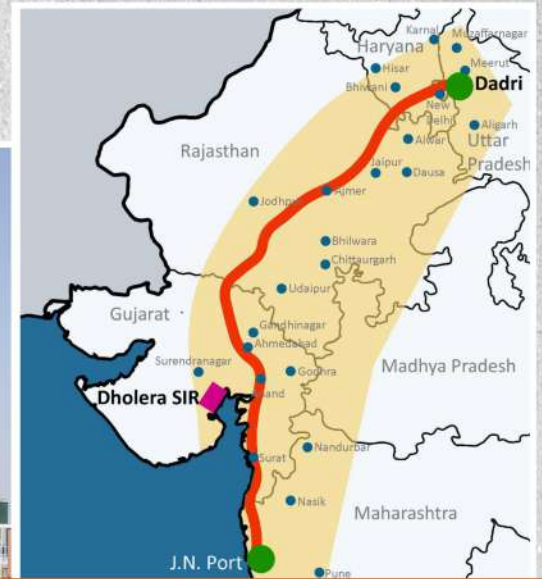 Karnal
Muzaffarnagar
Haryana
Meerut
Hisar
Dadri
Bhiwani
New
Delhi
Aligarh
Alwar
Uttar
Pradesh
Rajasthan
Jaipur
Dausa
Ajmer
Jodhpur
Bhilwara
Chittaurgarh
Udaipur
Gujarat
Gandhinagar
Ahmedabad
Surendranagar
Godhra
Madhya Pradesh
Dholera SIR
Nandurbar
Surat
Nasik
Maharashtra
J.N. Port
Pune